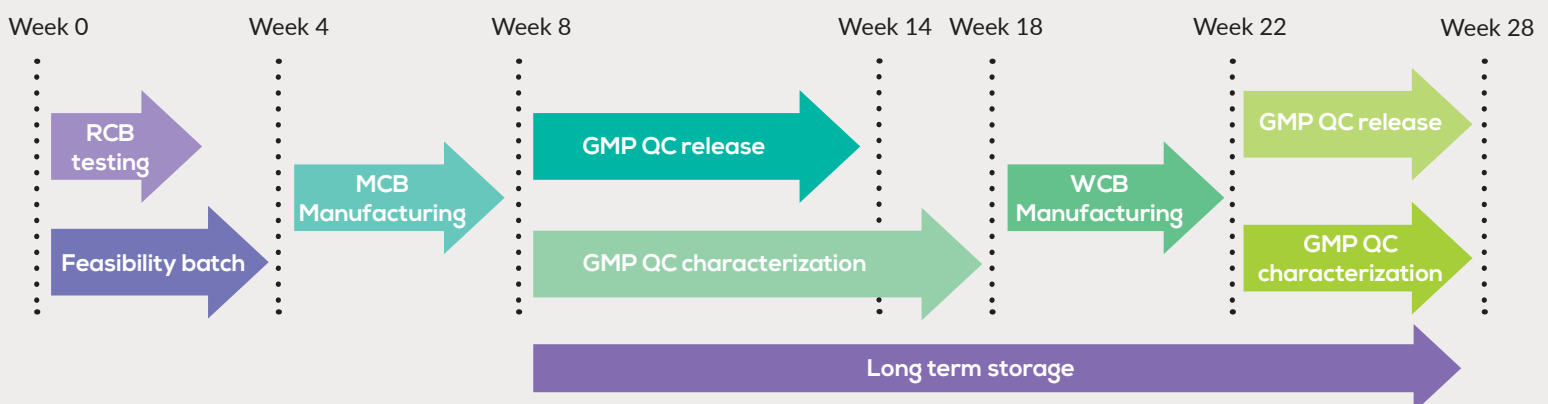 Week 0
Week 4
Week 8
Week 14
Week 18
Week 22
Week 28
RCB
testing
Feasibility batch
MCB
Manufacturing
GMP QC release
GMP QC characterization
WCB
Manufacturing
GMP QC release
GMP QC
characterization
Long term storage